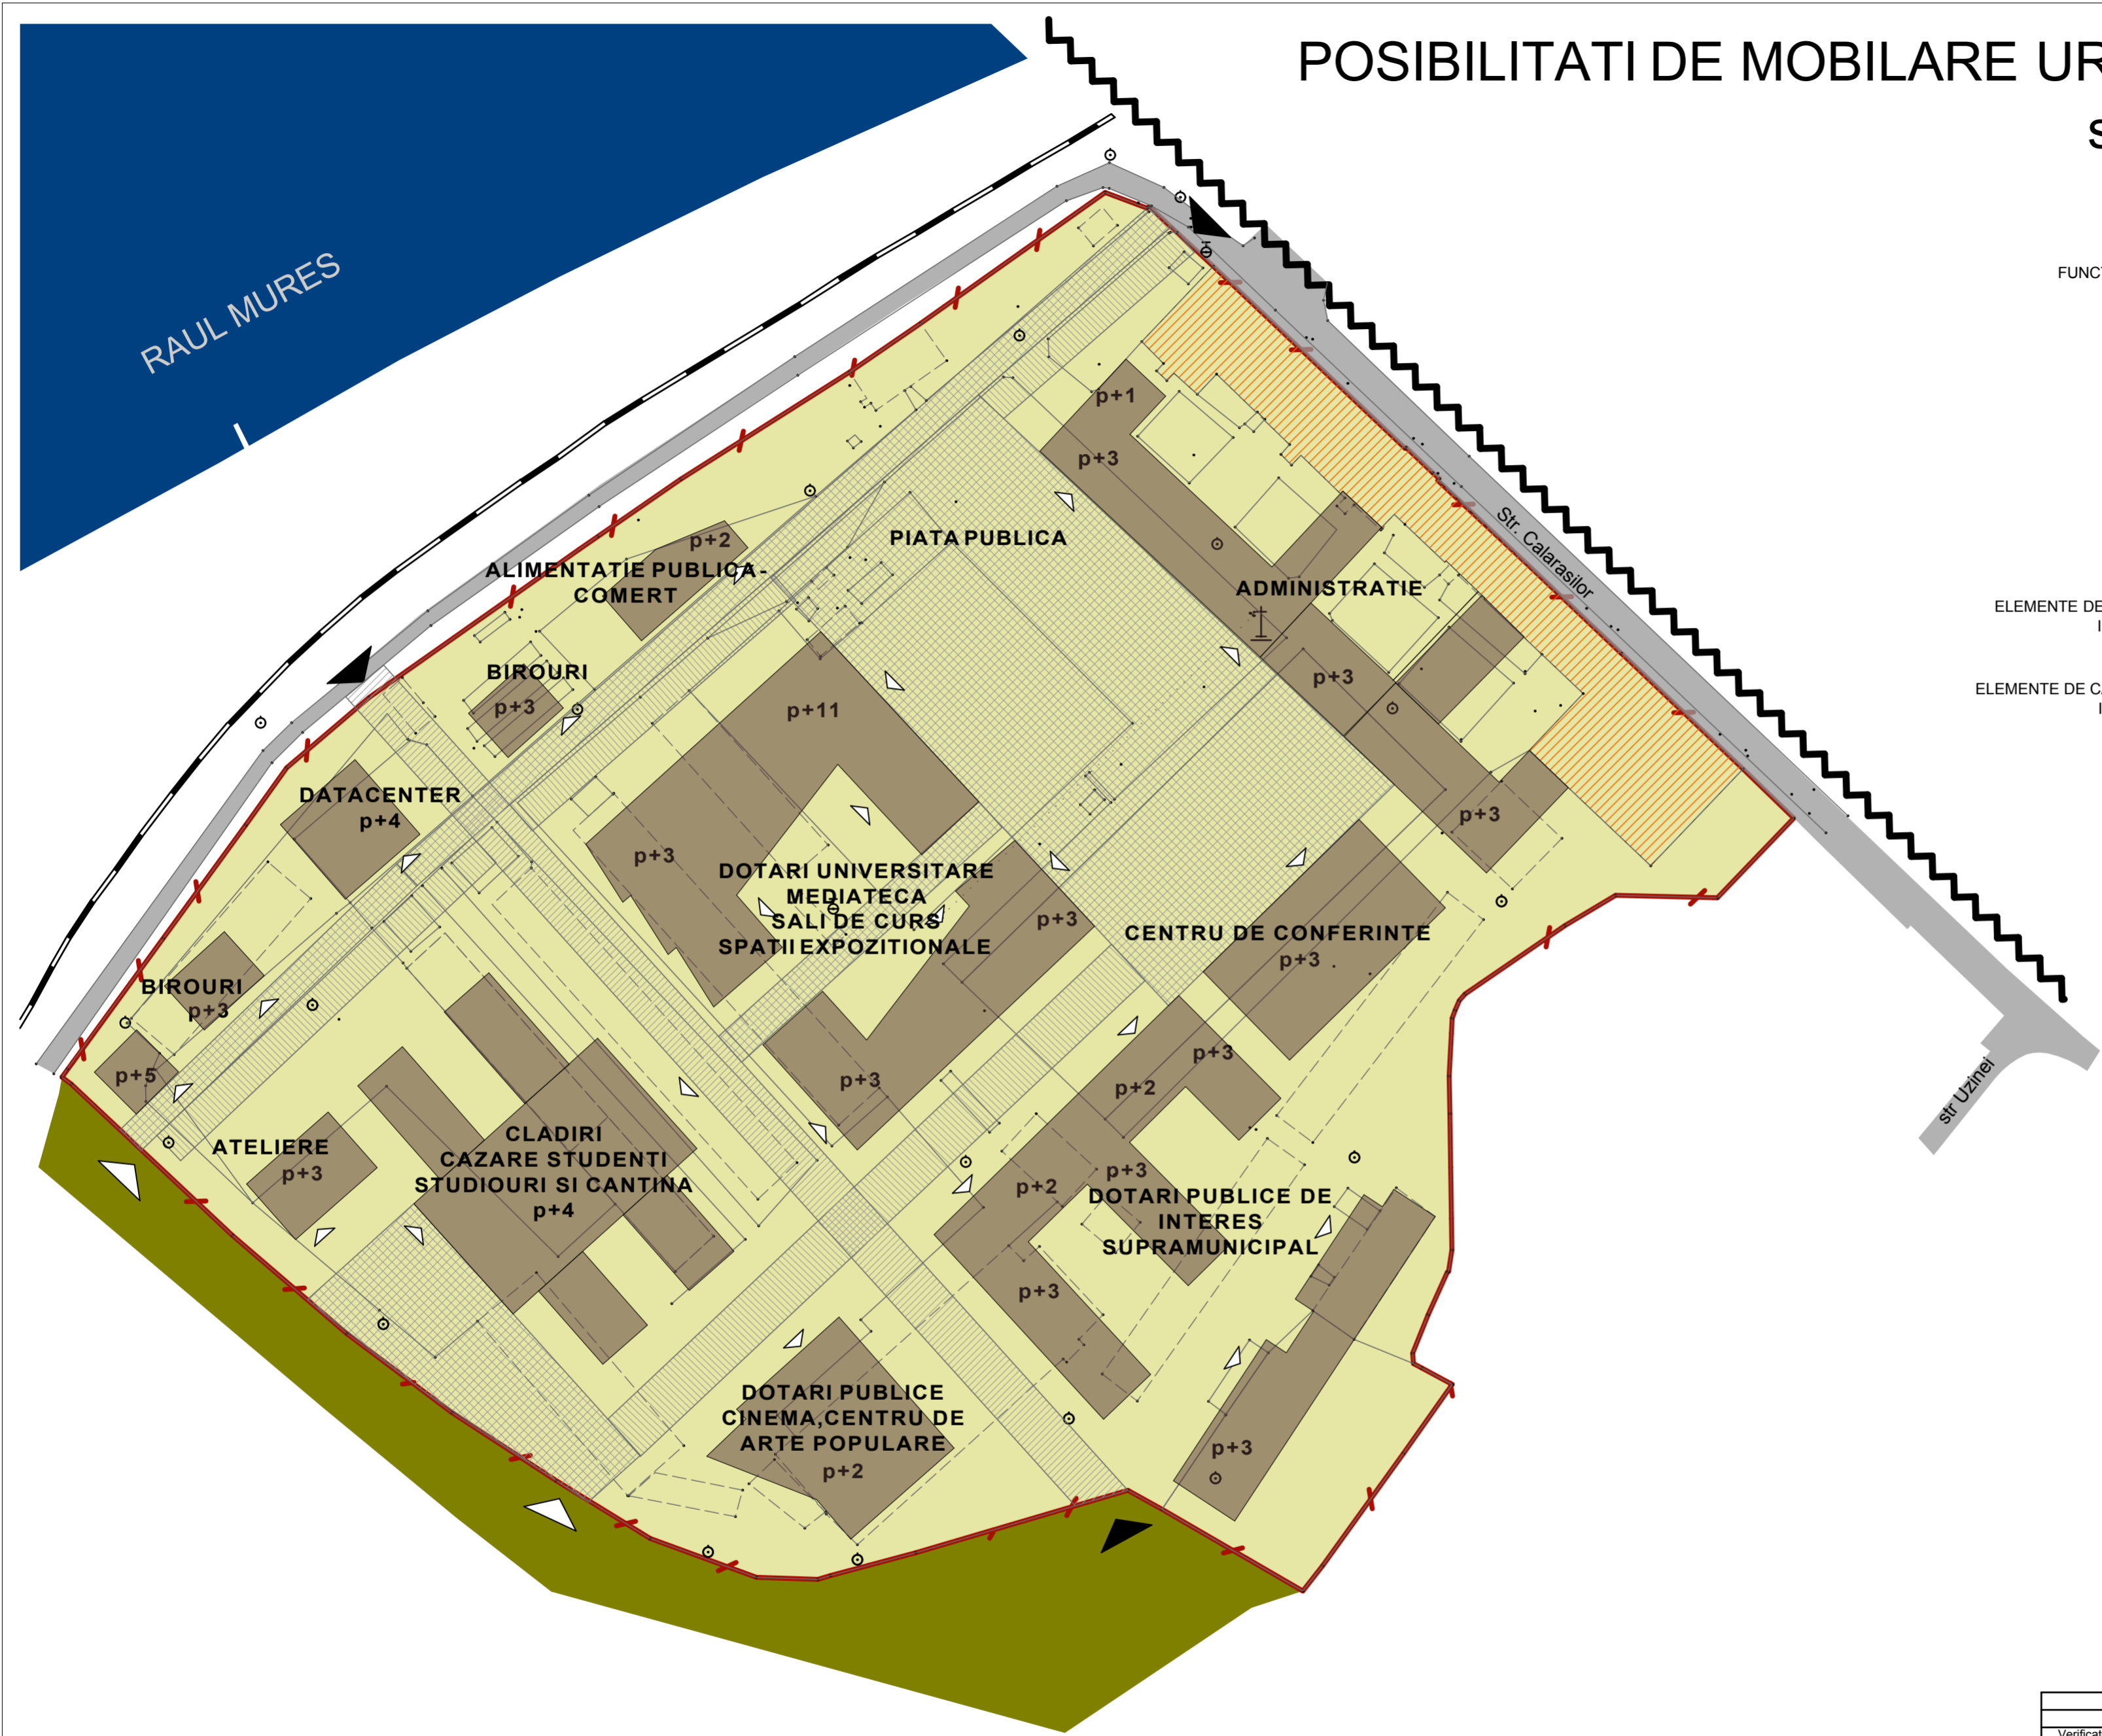 POSIBILITATI DE MOBILARE UR
S
RAUL MURES
FUNCT
p+1
p+3
PIATA PUBLICA
p+2
ALIMENTATIE PUBLICA-
COMERT
ADMINISTRATIE
Str. Calarasilor
ELEMENTE DE
I
BIROURI
p+3
p+11
p+3
ELEMENTE DE CA
I
DATACENTER
p+4
p+3
p+3
DOTARI UNIVERSITARE
MEDIATECA
SALI DE CURS
SPATII EXPOZITIONALE
p+3
CENTRU DE CONFERINTE
p+3
BIROURI
p+3
p+5
p+3
p+3
p+2
str Uzinei
ATELIERE
p+3
CLADIRI
CAZARE STUDENTI
STUDIOURI SI CANTINA
p+4
p+3
p+2
DOTARI PUBLICE DE
INTERES
SUPRAMUNICIPAL
p+3
DOTARI PUBLICE
CINEMA,CENTRU DE
ARTE POPULARE
p+2
p+3
Verificat